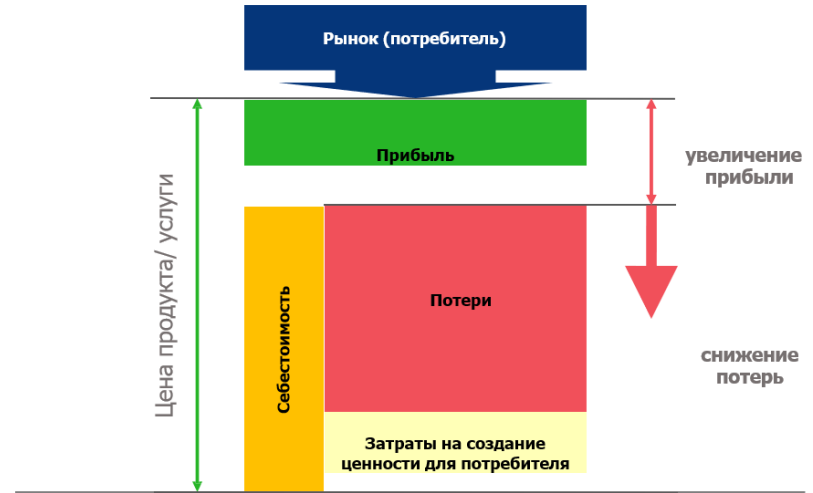 Рынок (потребитель)
Прибыль
увеличение
прибыли
Цена продукта/ услуги
Себестоимость
Потери
снижение
потерь
Затраты на создание
ценности для потребителя